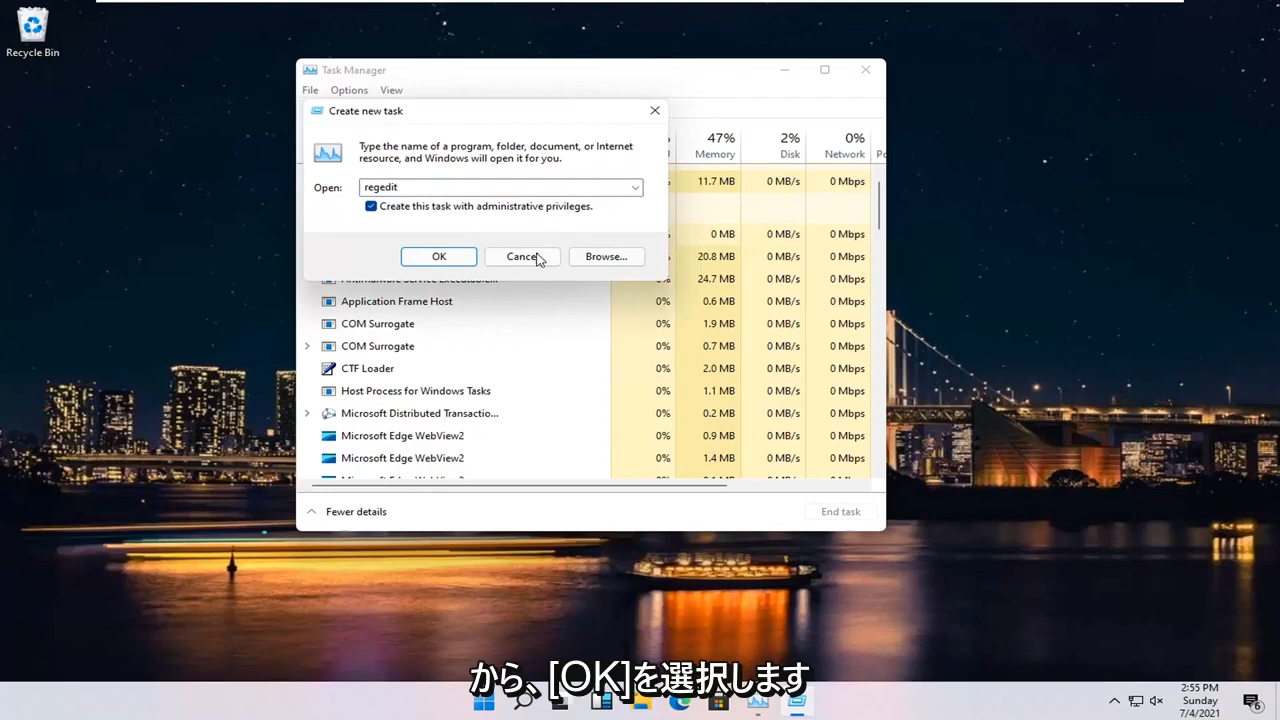 Recycle Bin
Task Manager
File Options View
Create new task
Type the name of a program, folder, document, or Internet
resource, and Windows will open it for you.
Open: regedit
Create this task with administrative privileges.
OK Browse...
47% 2% 0%
Memory Disk Network
11.7 MB 0 MB/s 0 Mbps
0 MB 0 MB/s 0 Mbps
20.8 MB 0 MB/s 0 Mbps
24.7 MB 0 MB/s 0 Mbps
Application Frame Host 0% 0.6 MB 0 MB/s 0 Mbps
COM Surrogate 0% 1.9 MB 0 MB/s 0 Mbps
COM Surrogate 0% 0.7 MB 0 MB/s 0 Mbps
CTF Loader 0% 2.0 MB 0 MB/s 0 Mbps
Host Process for Windows Tasks 0% 1.1 MB 0 MB/s 0 Mbps
Microsoft Distributed Transactio... 0% 0.2 MB 0 MB/s 0 Mbps
Microsoft Edge WebView2 0% 0.9 MB 0 MB/s 0 Mbps
Microsoft Edge WebView2 0% 1.4 MB 0 MB/s 0 Mbps
Fewer details End task
から、[OK]を選択します
2:55 PM
Sunday
7/4/2021
6